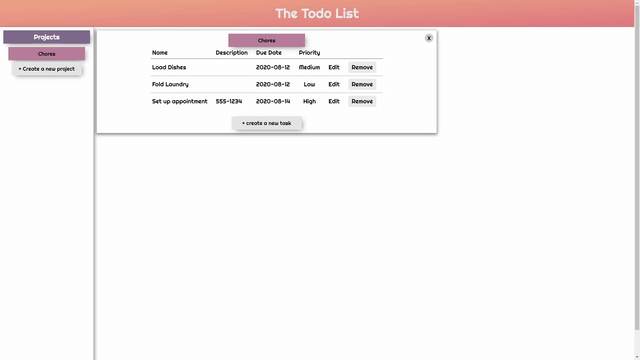 The Todo List
Projects
Chores
+ Create a new project
Chores
X
Name Description Due Date Priority
Load Dishes 2020-08-12 Medium Edit Remove
Fold Laundry 2020-08-12 Low Edit Remove
Set up appointment 555-1234 2020-08-14 High Edit Remove
+ create a new task